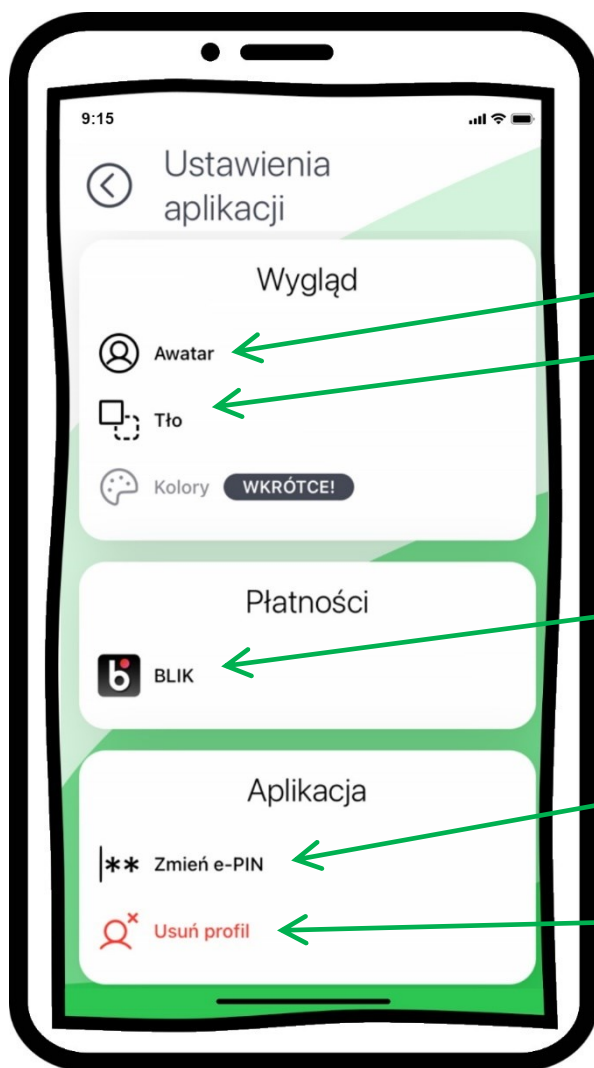 9:15
Ustawienia
aplikacji
Wygląd
Awatar
Tło
Kolory WKRÓTCE!
Płatności
BLIK
Aplikacja
|** Zmień e-PIN
Usuń profil